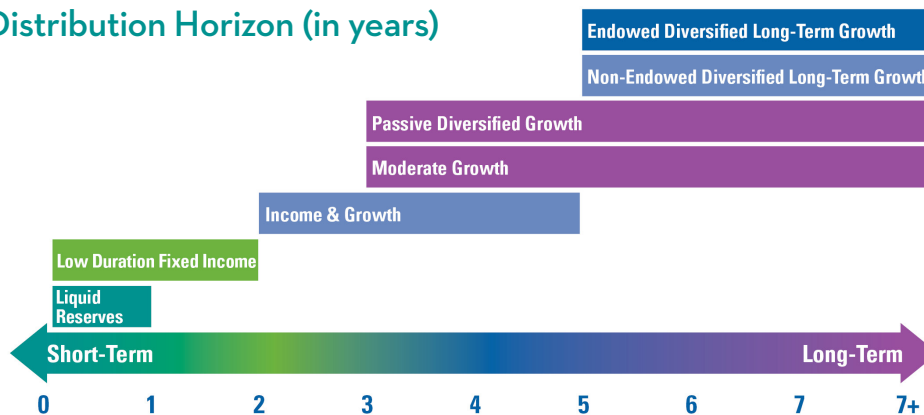 Distribution Horizon (in years)
Endowed Diversified Long-Term Growth
Non-Endowed Diversified Long-Term Growth
Passive Diversified Growth
Moderate Growth
Income & Growth
Low Duration Fixed Income
Liquid
Reserves
Short-Term Long-Term
0 1 2 3 4 5 6 7 7+